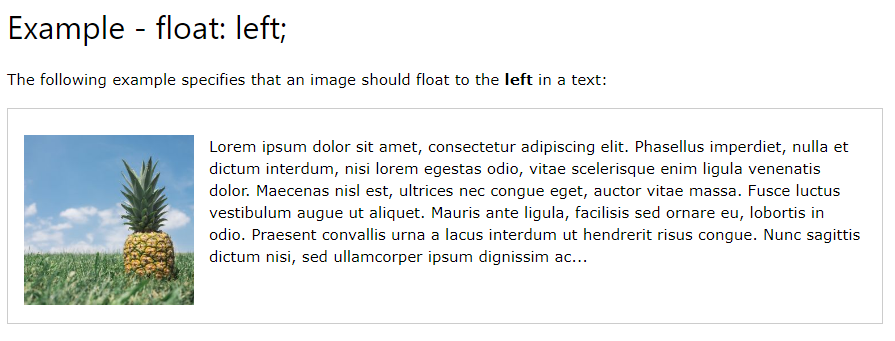 Example - float: left;
The following example specifies that an image should float to the left in a text:
Lorem ipsum dolor sit amet, consectetur adipiscing elit. Phasellus imperdiet, nulla et
dictum interdum, nisi lorem egestas odio, vitae scelerisque enim ligula venenatis
dolor. Maecenas nisl est, ultrices nec congue eget, auctor vitae massa. Fusce luctus
vestibulum augue ut aliquet. Mauris ante ligula, facilisis sed ornare eu, lobortis in
odio. Praesent convallis urna a lacus interdum ut hendrerit risus congue. Nunc sagittis
dictum nisi, sed ullamcorper ipsum dignissim ac...